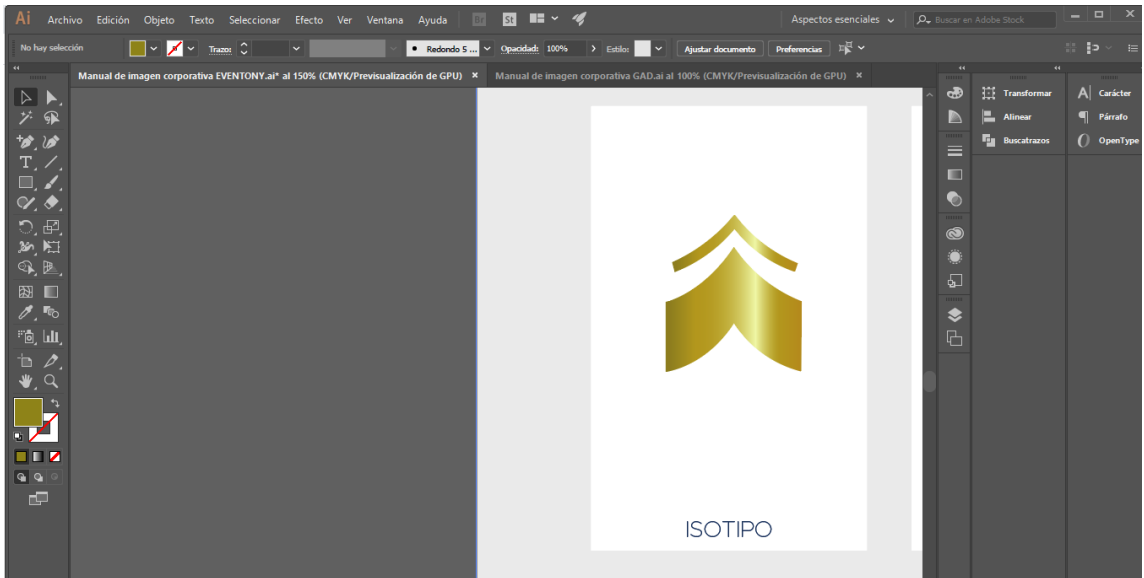 Ai Archivo Edición Objeto Texto Seleccionar Efecto Ver Ventana Ayuda Br St Aspectos esenciales Buscar en Adobe Stock
No hay selección Trazo: Redondo 5 ... Opacidad: 100% Estilo: Ajustar documento Preferencias
Manual de imagen corporativa EVENTONY.ai* al 150% (CMYK/Previsualización de GPU) × Manual de imagen corporativa GAD.ai al 100% (CMYK/Previsualización de GPU) ×
Transformar A Carácter
Alinear ¶ Párrafo
Buscatrazos O OpenType
T
ISOTIPO